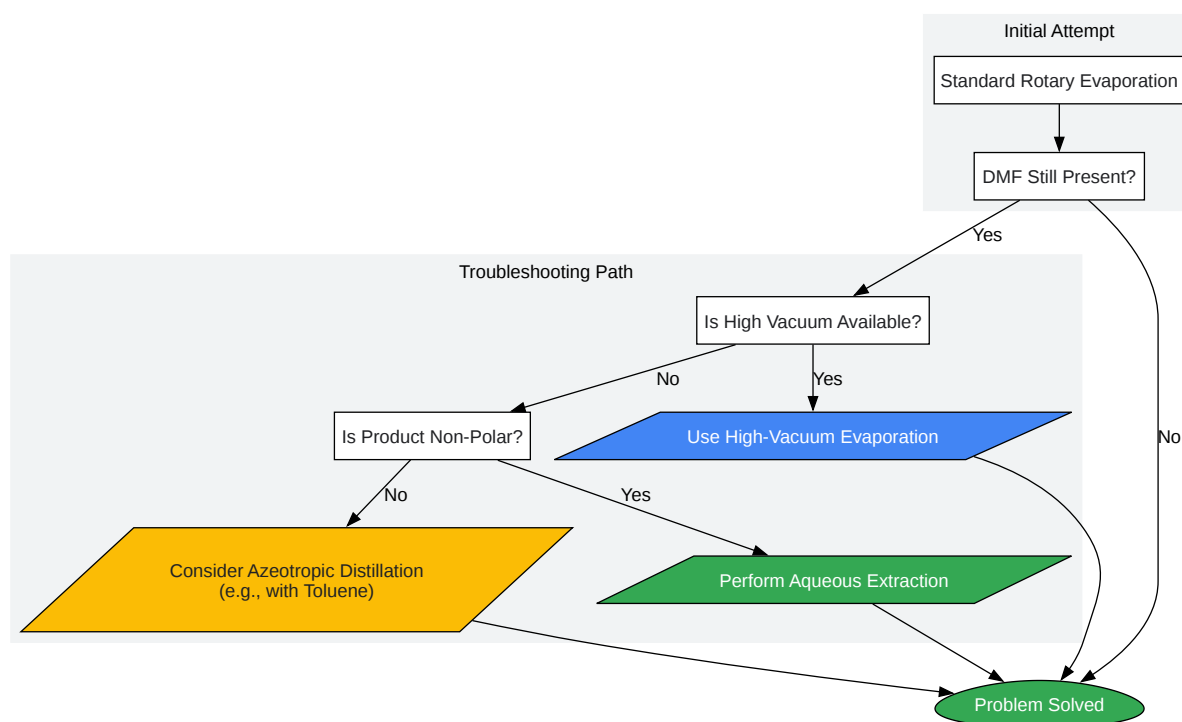 Initial Attempt
Standard Rotary Evaporation
DMF Still Present?
Yes
No
Troubleshooting Path
Is High Vacuum Available?
No
Yes
Is Product Non-Polar?
Use High-Vacuum Evaporation
No
Yes
Consider Azeotropic Distillation
(e.g., with Toluene)
Perform Aqueous Extraction
Problem Solved